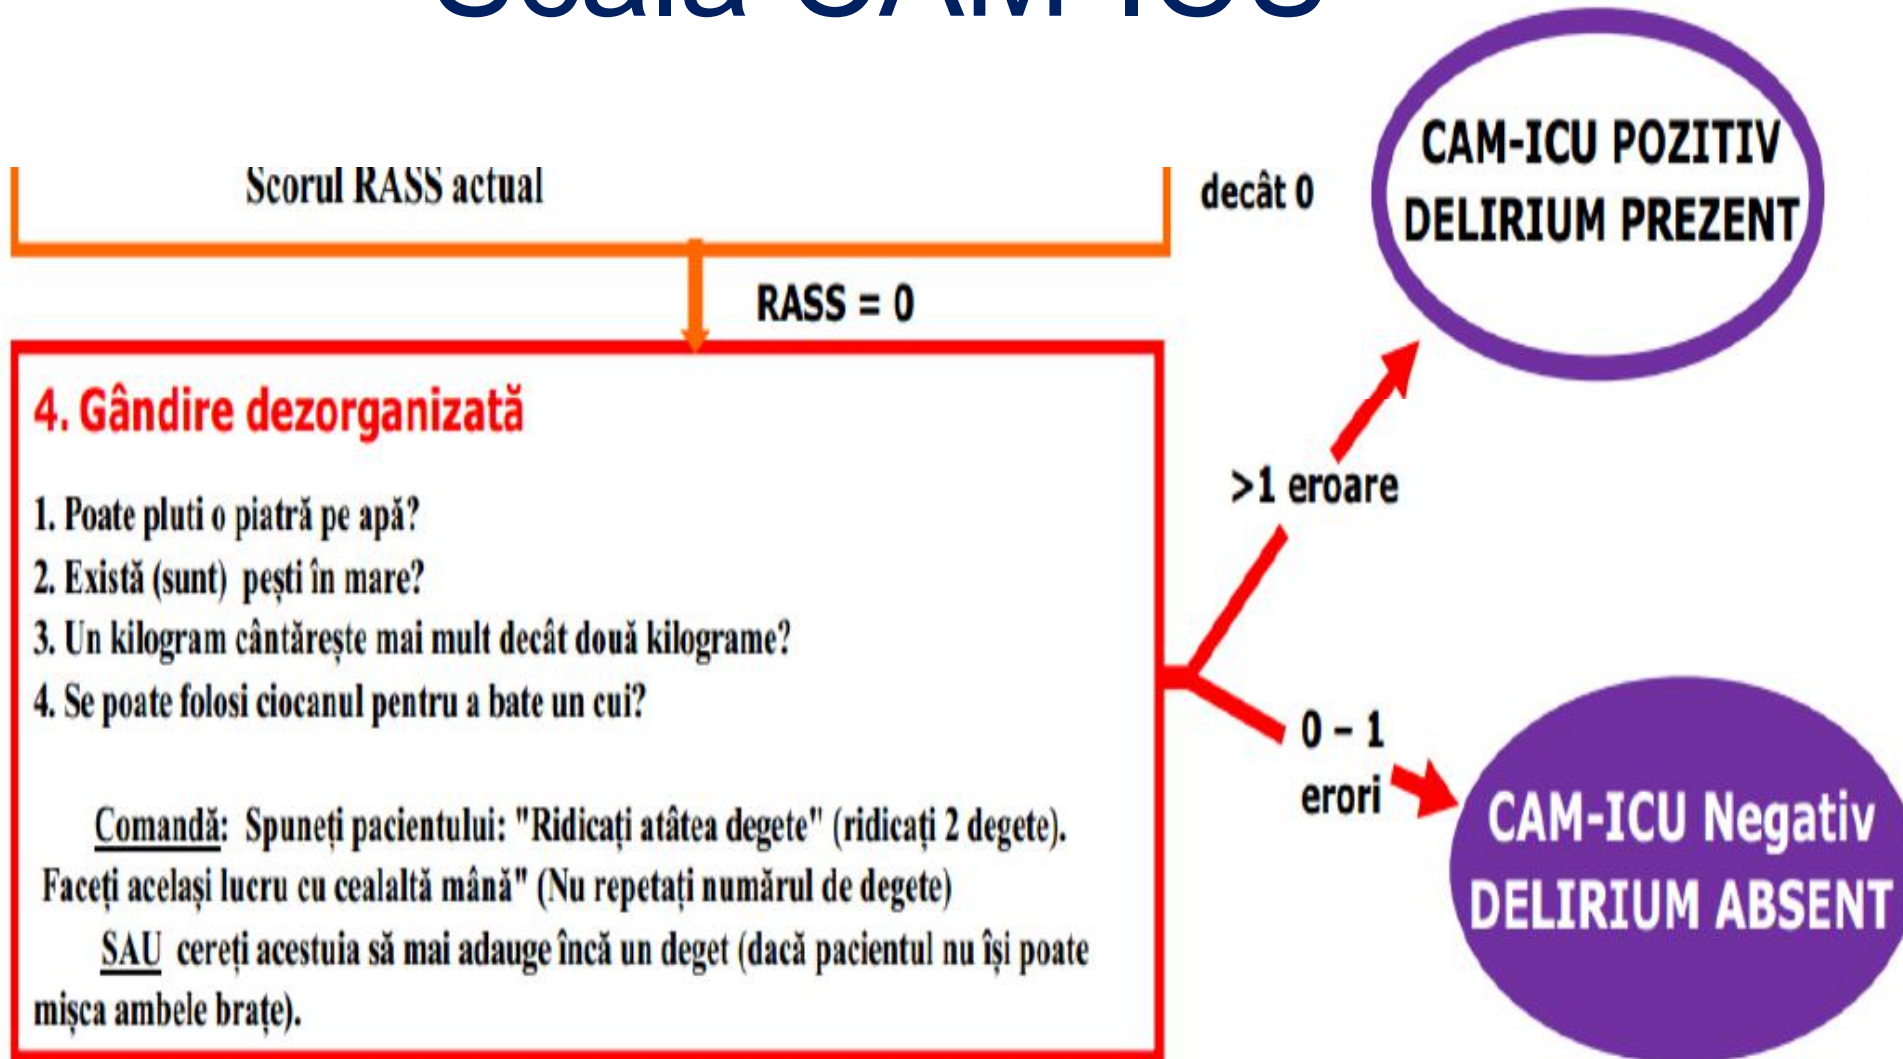 Scala CAM-ICU
Scorul RASS actual
decât 0
CAM-ICU POZITIV
DELIRIUM PREZENT
RASS = 0
4. Gândire dezorganizată
1. Poate pluti o piatră pe apă?
2. Există (sunt) pești în mare?
3. Un kilogram cântărește mai mult decât două kilograme?
4. Se poate folosi ciocanul pentru a bate un cui?
Comandă: Spuneți pacientului: "Ridicați atâtea degete" (ridicați 2 degete).
Faceți același lucru cu cealaltă mână" (Nu repetați numărul de degete)
SAU cereți acestuia să mai adauge încă un deget (dacă pacientul nu își poate
mișca ambele brațe).
>1 eroare
0 – 1
erori
CAM-ICU Negativ
DELIRIUM ABSENT